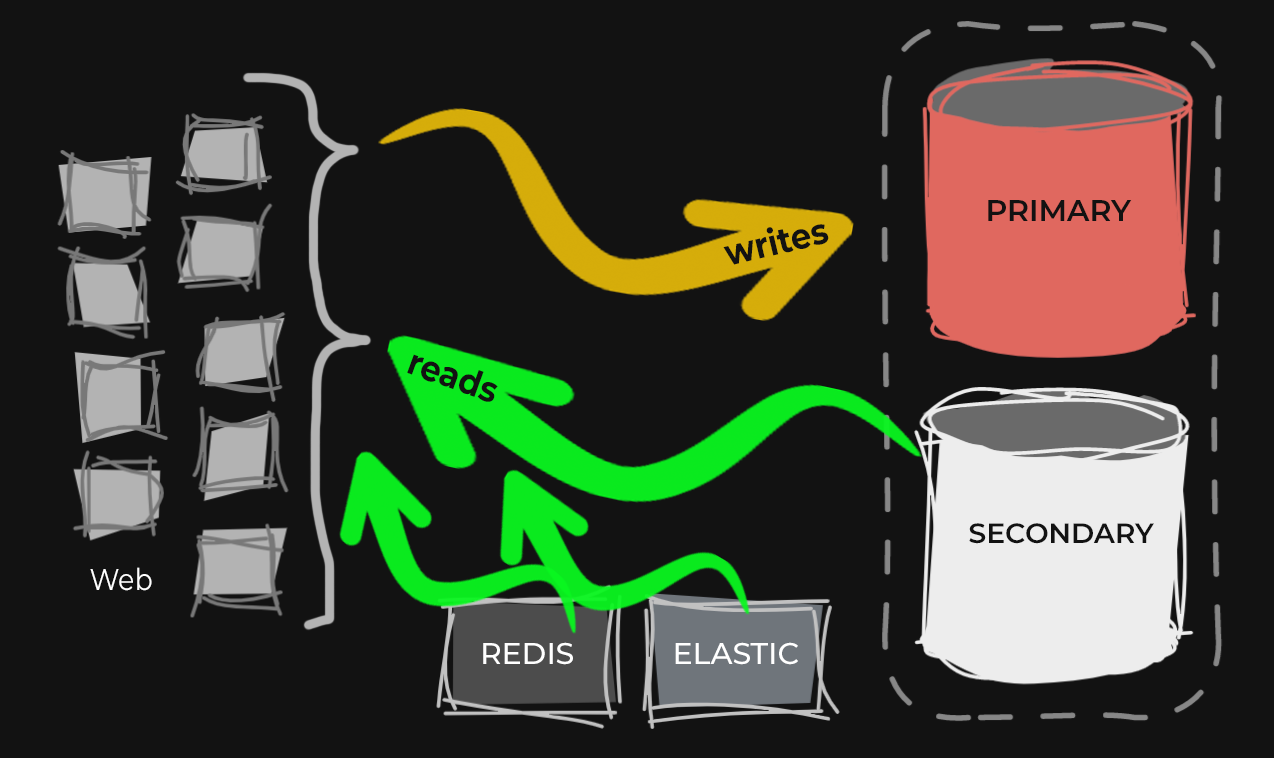 writes
PRIMARY
reads
SECONDARY
Web
REDIS
ELASTIC